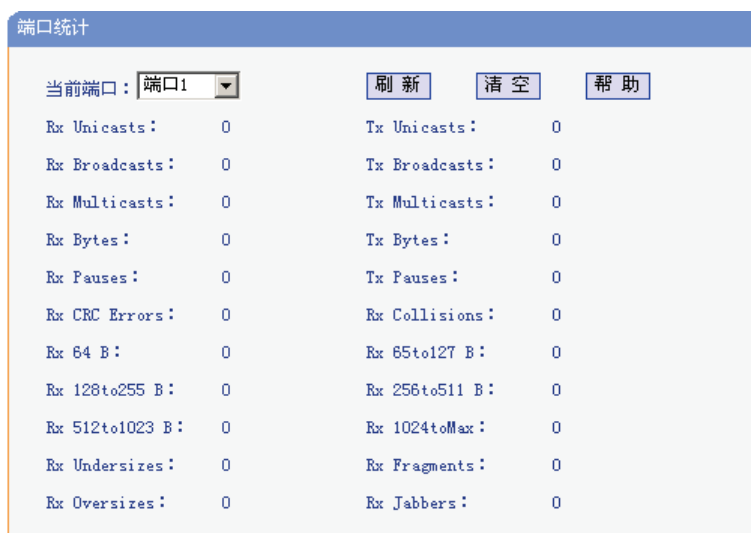 端口统计
当前端口：端口1 刷 新 清 空 帮 助
Rx Unicasts： 0 Tx Unicasts： 0
Rx Broadcasts： 0 Tx Broadcasts： 0
Rx Multicasts： 0 Tx Multicasts： 0
Rx Bytes： 0 Tx Bytes： 0
Rx Pauses： 0 Tx Pauses： 0
Rx CRC Errors： 0 Rx Collisions： 0
Rx 64 B： 0 Rx 65to127 B： 0
Rx 128to255 B： 0 Rx 256to511 B： 0
Rx 512to1023 B： 0 Rx 1024toMax： 0
Rx Undersizes： 0 Rx Fragments： 0
Rx Oversizes： 0 Rx Jabbers： 0